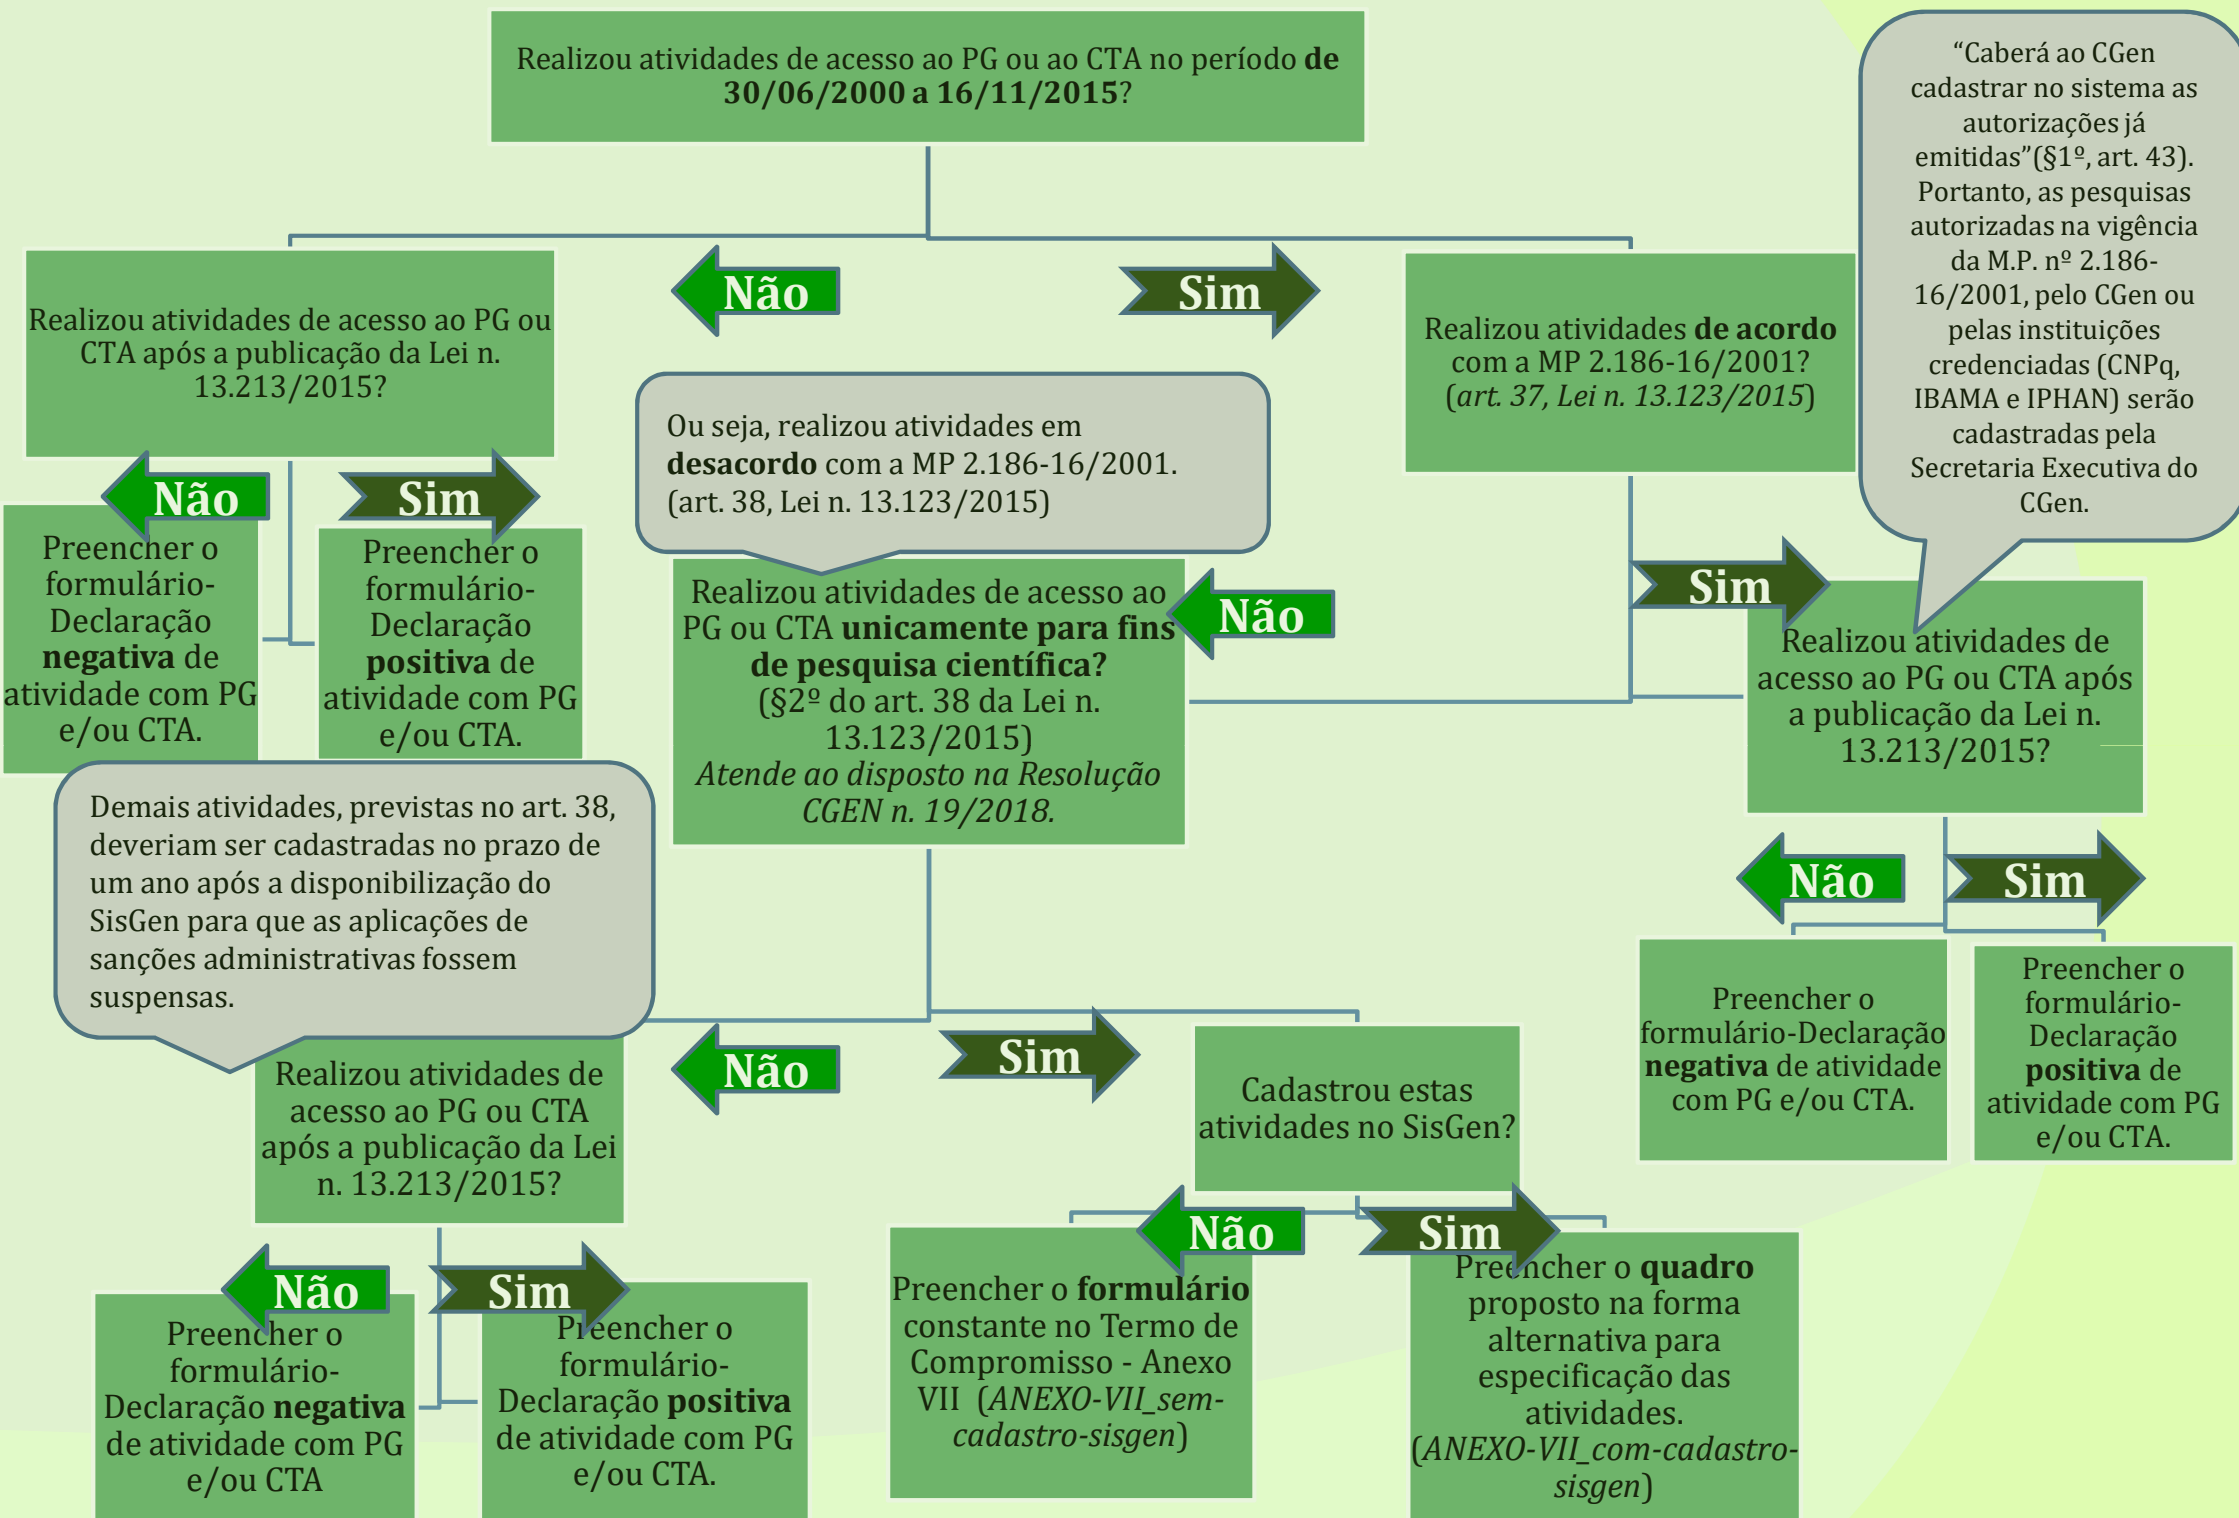 Realizou atividades de acesso ao PG ou ao CTA no período de
30/06/2000 a 16/11/2015?
“Caberá ao CGen
cadastrar no sistema as
autorizações já
emitidas”(§1º, art. 43).
Portanto, as pesquisas
autorizadas na vigência
da M.P. nº 2.186-
16/2001, pelo CGen ou
pelas instituições
credenciadas (CNPq,
IBAMA e IPHAN) serão
cadastradas pela
Secretaria Executiva do
CGen.
Não
Sim
Realizou atividades de acesso ao PG ou
CTA após a publicação da Lei n.
13.213/2015?
Realizou atividades de acordo
com a MP 2.186-16/2001?
(art. 37, Lei n. 13.123/2015)
Ou seja, realizou atividades em
desacordo com a MP 2.186-16/2001.
(art. 38, Lei n. 13.123/2015)
Não
Sim
Preencher o
formulário-
Declaração
negativa de
atividade com PG
e/ou CTA.
Preencher o
formulário-
Declaração
positiva de
atividade com PG
e/ou CTA.
Realizou atividades de acesso ao
PG ou CTA unicamente para fins
de pesquisa científica?
(§2º do art. 38 da Lei n.
13.123/2015)
Atende ao disposto na Resolução
CGEN n. 19/2018.
Não
Sim
Realizou atividades de
acesso ao PG ou CTA após
a publicação da Lei n.
13.213/2015?
Demais atividades, previstas no art. 38,
deveriam ser cadastradas no prazo de
um ano após a disponibilização do
SisGen para que as aplicações de
sanções administrativas fossem
suspensas.
Não
Sim
Preencher o
formulário-Declaração
negativa de atividade
com PG e/ou CTA.
Preencher o
formulário-
Declaração
positiva de
atividade com PG
e/ou CTA.
Não
Sim
Realizou atividades de
acesso ao PG ou CTA
após a publicação da Lei
n. 13.213/2015?
Cadastrou estas
atividades no SisGen?
Não
Sim
Preencher o
formulário-
Declaração negativa
de atividade com PG
e/ou CTA
Preencher o
formulário-
Declaração positiva
de atividade com PG
e/ou CTA.
Não
Sim
Preencher o formulário
constante no Termo de
Compromisso - Anexo
VII (ANEXO-VII_sem-
cadastro-sisgen)
Preencher o quadro
proposto na forma
alternativa para
especificação das
atividades.
(ANEXO-VII_com-cadastro-
sisgen)